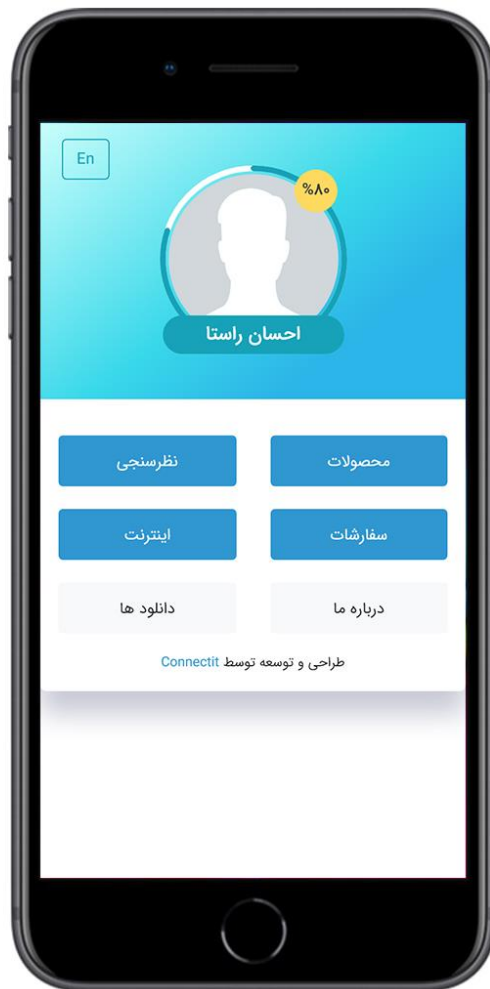 En
%۸۰
احسان راستا
محصولات
نظرسنجی
سفارشات
اینترنت
درباره ما
دانلود ها
طراحی و توسعه توسط Connectit